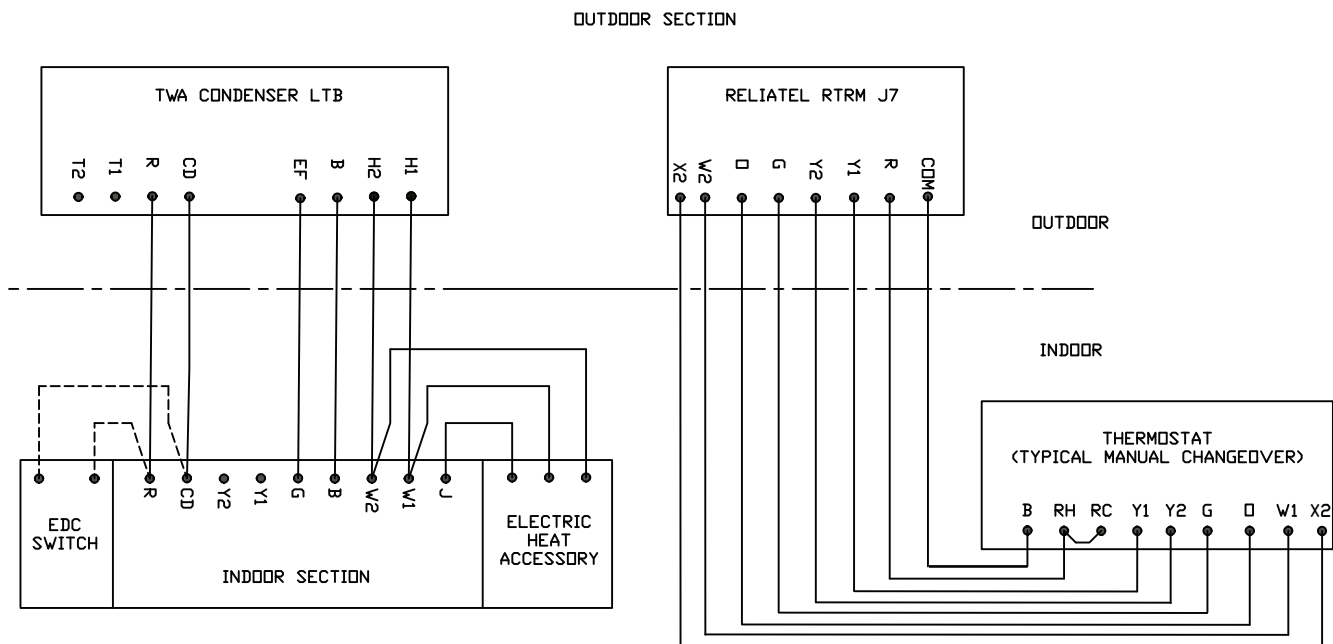 OUTDOOR SECTION
TWA CONDENSER LTB
T2 T1 R CD EF B H2 H1
RELIATEL RTRM J7
X2 W2 O G Y2 Y1 R COM
OUTDOOR
INDOOR
THERMOSTAT
(TYPICAL MANUAL CHANGEOVER)
B RH RC Y1 Y2 G O W1 X2
R CD Y2 Y1 G B W2 W1 J
EDC
SWITCH
INDOOR SECTION
ELECTRIC
HEAT
ACCESSORY